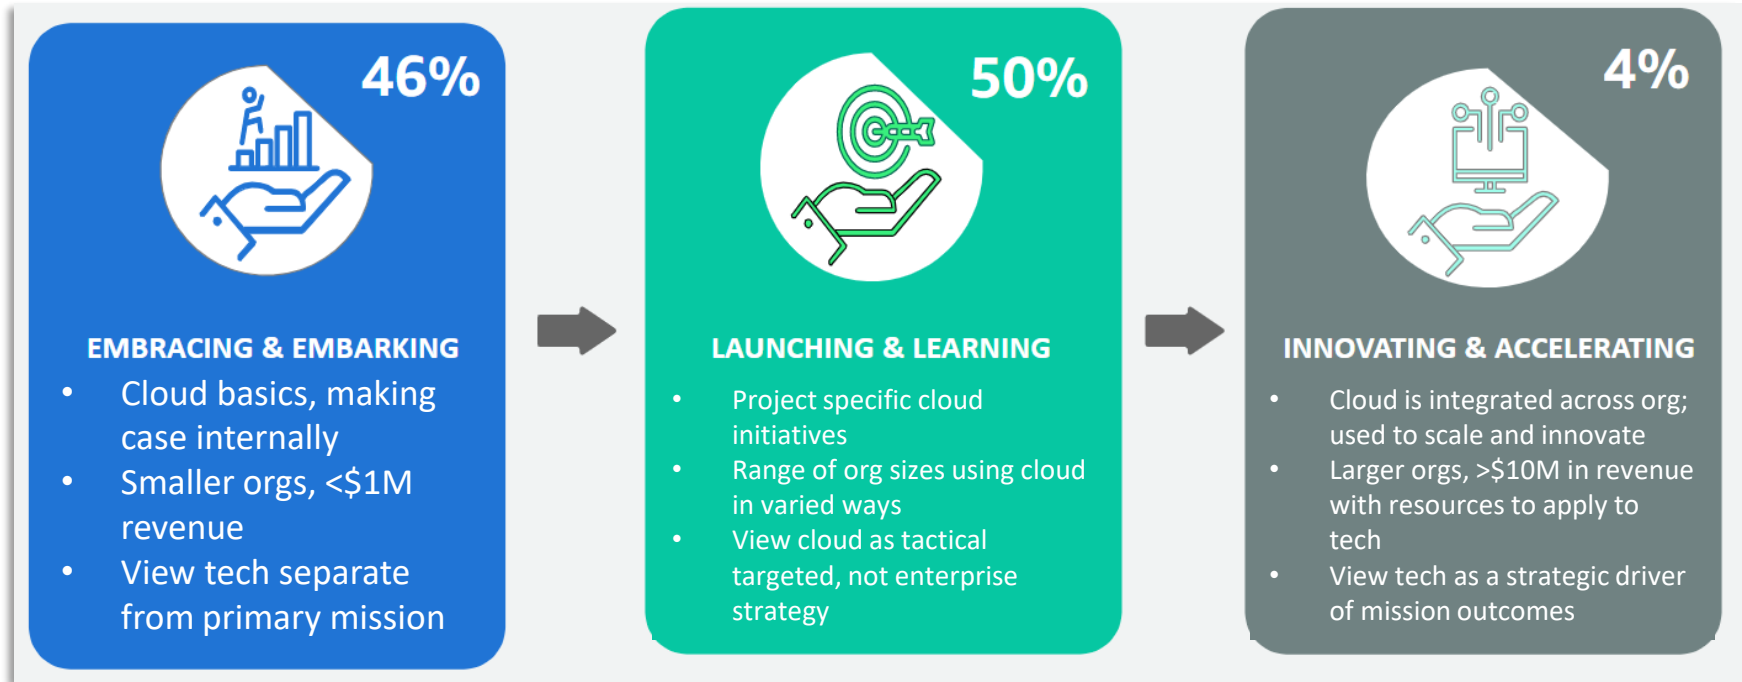 46%
EMBRACING & EMBARKING
• Cloud basics, making
case internally
• Smaller orgs, <$1M
revenue
• View tech separate
from primary mission
50%
LAUNCHING & LEARNING
• Project specific cloud
initiatives
• Range of org sizes using cloud
in varied ways
• View cloud as tactical
targeted, not enterprise
strategy
4%
INNOVATING & ACCELERATING
• Cloud is integrated across org;
used to scale and innovate
• Larger orgs, >$10M in revenue
with resources to apply to
tech
• View tech as a strategic driver
of mission outcomes